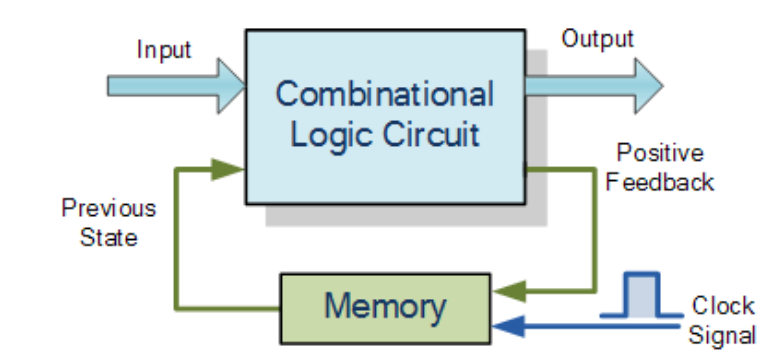 Input
Output
Combinational
Logic Circuit
Positive
Feedback
Previous
State
Memory
Clock
Signal